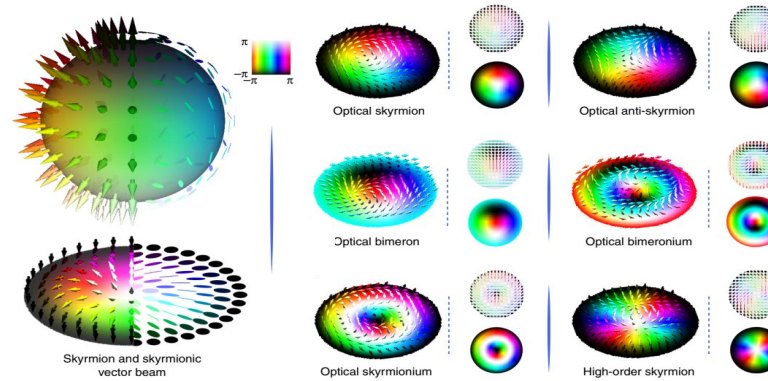 π
−π
−π π
Optical skyrmion
Optical anti-skyrmion
Optical bimeron
Optical bimeronium
Skyrmion and skyrmionic
vector beam
Optical skyrmionium
High-order skyrmion